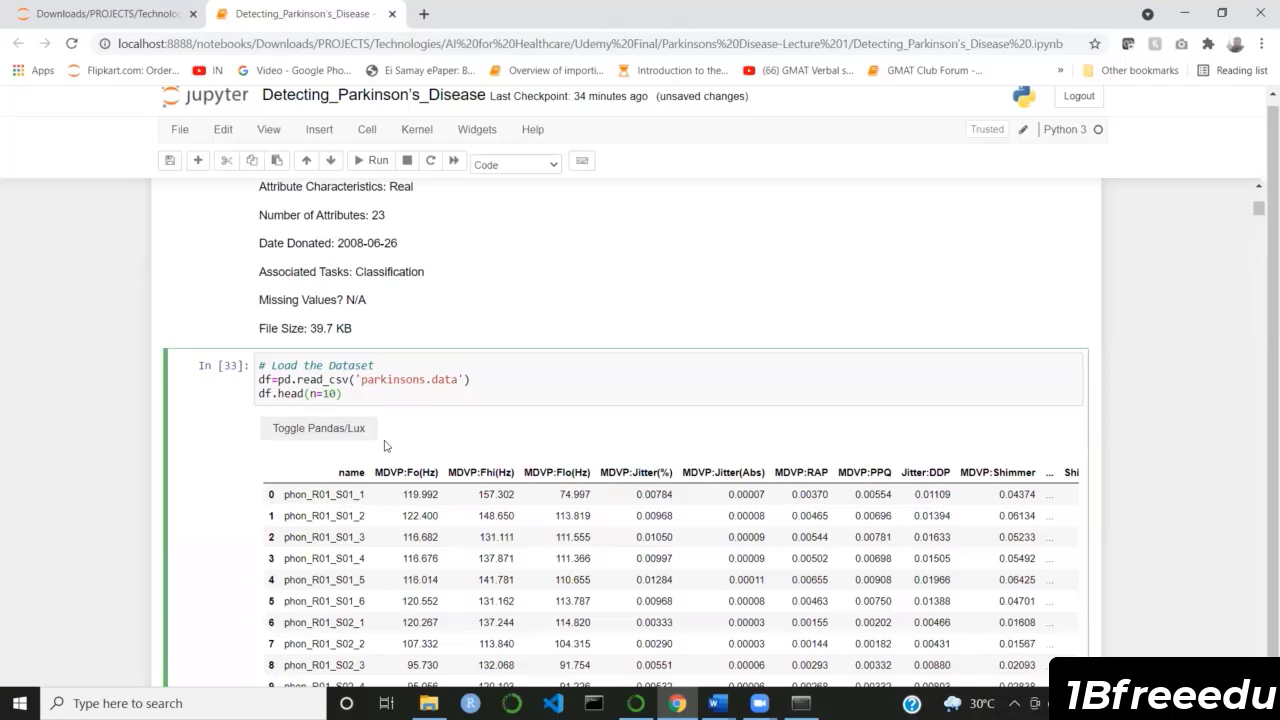 Downloads/PROJECTS/Technolog
Detecting_Parkinson's_Disease -
localhost:8888/notebooks/Downloads/PROJECTS/Technologies/AI%20for%20Healthcare/Udemy%20Final/Parkinsons%20Disease-Lecture%201/Detecting_Parkinson's_Disease%20.ipynb
Apps Flipkart.com: Order... IN Video - Google Pho... Ei Samay ePaper: B... Overview of importi... Introduction to the... (66) GMAT Verbal s... GMAT Club Forum -... » Other bookmarks Reading list
jupyter Detecting_Parkinson's_Disease Last Checkpoint: 34 minutes ago (unsaved changes) Logout
File Edit View Insert Cell Kernel Widgets Help Trusted Python 3
Run Code
Attribute Characteristics: Real
Number of Attributes: 23
Date Donated: 2008-06-26
Associated Tasks: Classification
Missing Values? N/A
File Size: 39.7 KB
In [33]: # Load the Dataset
df=pd.read_csv('parkinsons.data')
df.head(n=10)
Toggle Pandas/Lux
name MDVP:Fo(Hz) MDVP:Fhi(Hz) MDVP:Flo(Hz) MDVP:Jitter(%) MDVP:Jitter(Abs) MDVP:RAP MDVP:PPQ Jitter:DDP MDVP:Shimmer ... Shi
0 phon_R01_S01_1 119.992 157.302 74.997 0.00784 0.00007 0.00370 0.00554 0.01109 0.04374 ...
1 phon_R01_S01_2 122.400 148.650 113.819 0.00968 0.00008 0.00465 0.00696 0.01394 0.06134 ...
2 phon_R01_S01_3 116.682 131.111 111.555 0.01050 0.00009 0.00544 0.00781 0.01633 0.05233 ...
3 phon_R01_S01_4 116.676 137.871 111.366 0.00997 0.00009 0.00502 0.00698 0.01505 0.05492 ...
4 phon_R01_S01_5 116.014 141.781 110.655 0.01284 0.00011 0.00655 0.00908 0.01966 0.06425 ...
5 phon_R01_S01_6 120.552 131.162 113.787 0.00968 0.00008 0.00463 0.00750 0.01388 0.04701 ...
6 phon_R01_S02_1 120.267 137.244 114.820 0.00333 0.00003 0.00155 0.00202 0.00466 0.01608 ...
7 phon_R01_S02_2 107.332 113.840 104.315 0.00290 0.00003 0.00144 0.00182 0.00431 0.01567 ...
8 phon_R01_S02_3 95.730 132.068 91.754 0.00551 0.00006 0.00293 0.00332 0.00880 0.02093 ...
Type here to search 30°C
1Bfreeedu